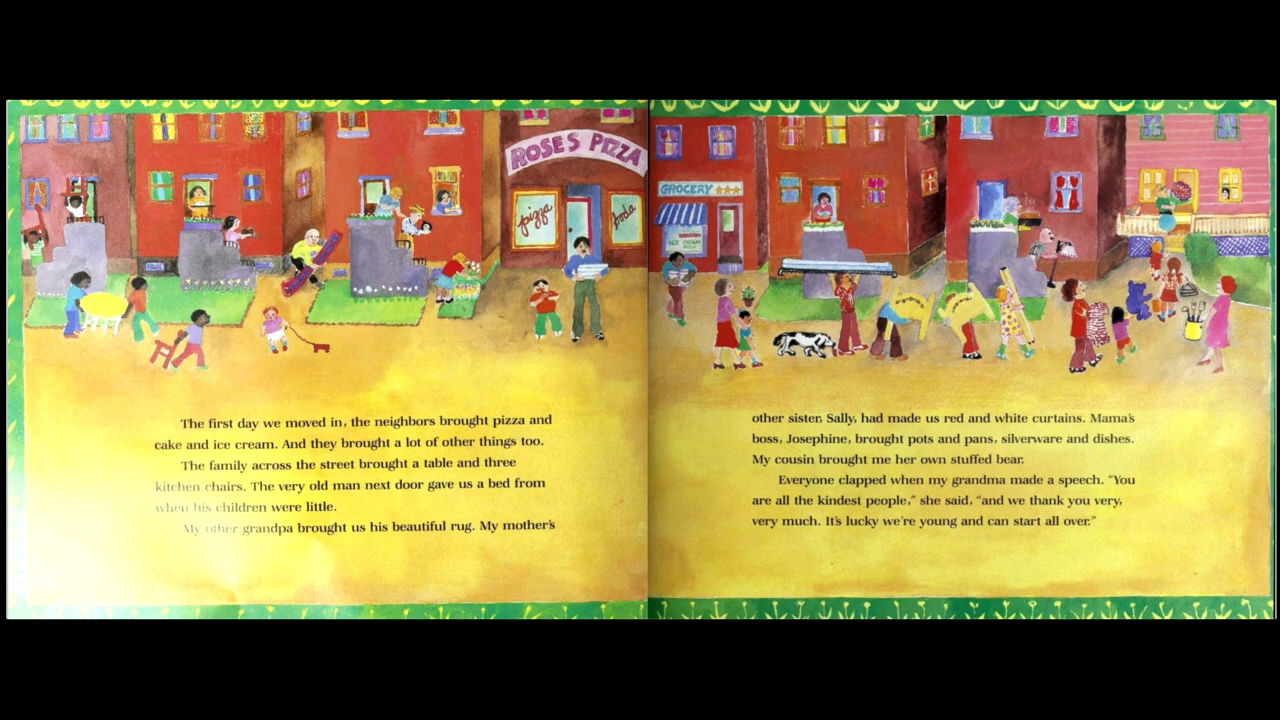 ROSE'S PIZZA
pizza
soda
GROCERY
ICE CREAM
The first day we moved in, the neighbors brought pizza and
cake and ice cream. And they brought a lot of other things too.
The family across the street brought a table and three
kitchen chairs. The very old man next door gave us a bed from
when his children were little.
My other grandpa brought us his beautiful rug. My mother's
other sister, Sally, had made us red and white curtains. Mama's
boss, Josephine, brought pots and pans, silverware and dishes.
My cousin brought me her own stuffed bear.
Everyone clapped when my grandma made a speech. "You
are all the kindest people," she said, "and we thank you very,
very much. It's lucky we're young and can start all over."